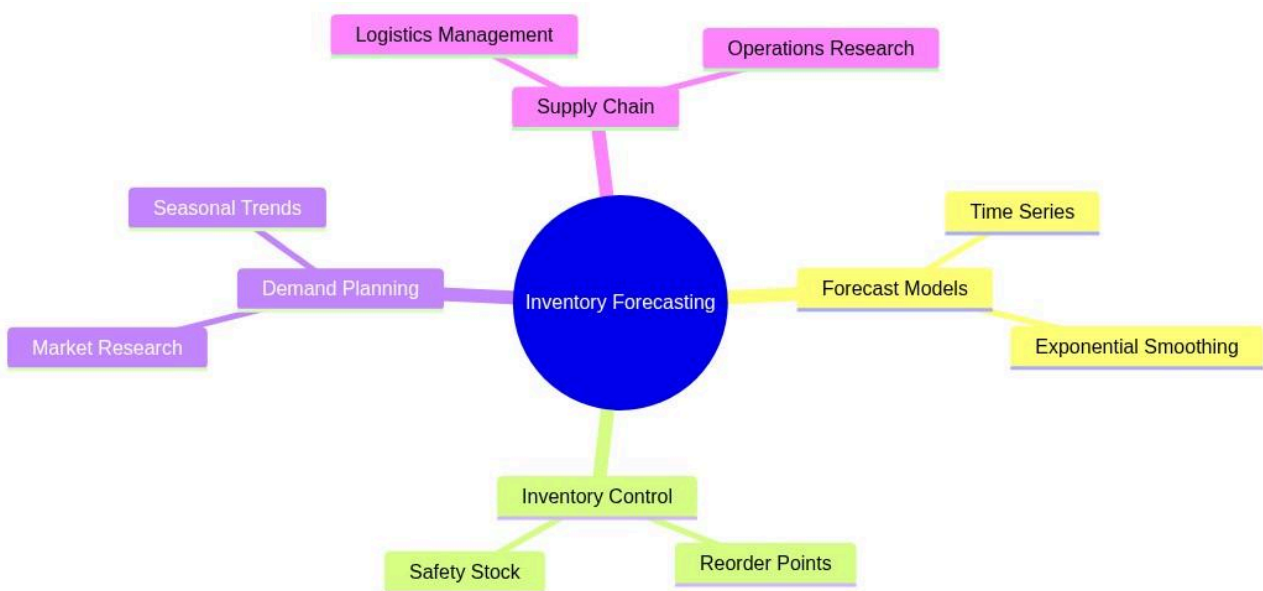 Logistics Management
Operations Research
Supply Chain
Seasonal Trends
Time Series
Demand Planning
Inventory Forecasting
Forecast Models
Market Research
Exponential Smoothing
Inventory Control
Safety Stock
Reorder Points